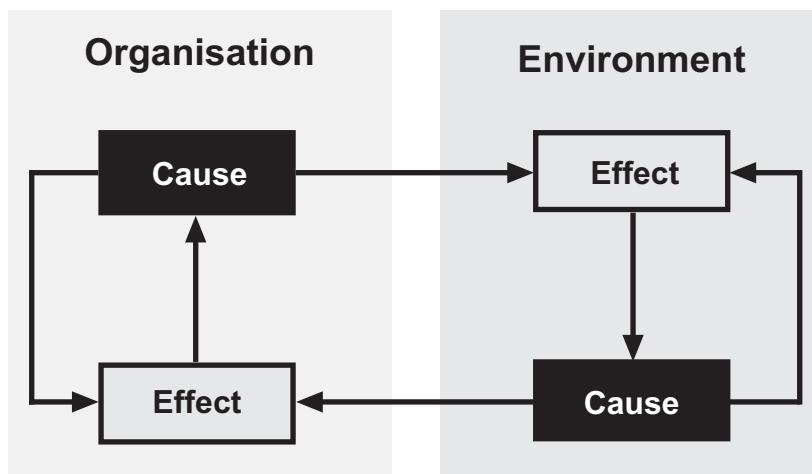 Organisation
Environment
Cause
Effect
Effect
Cause